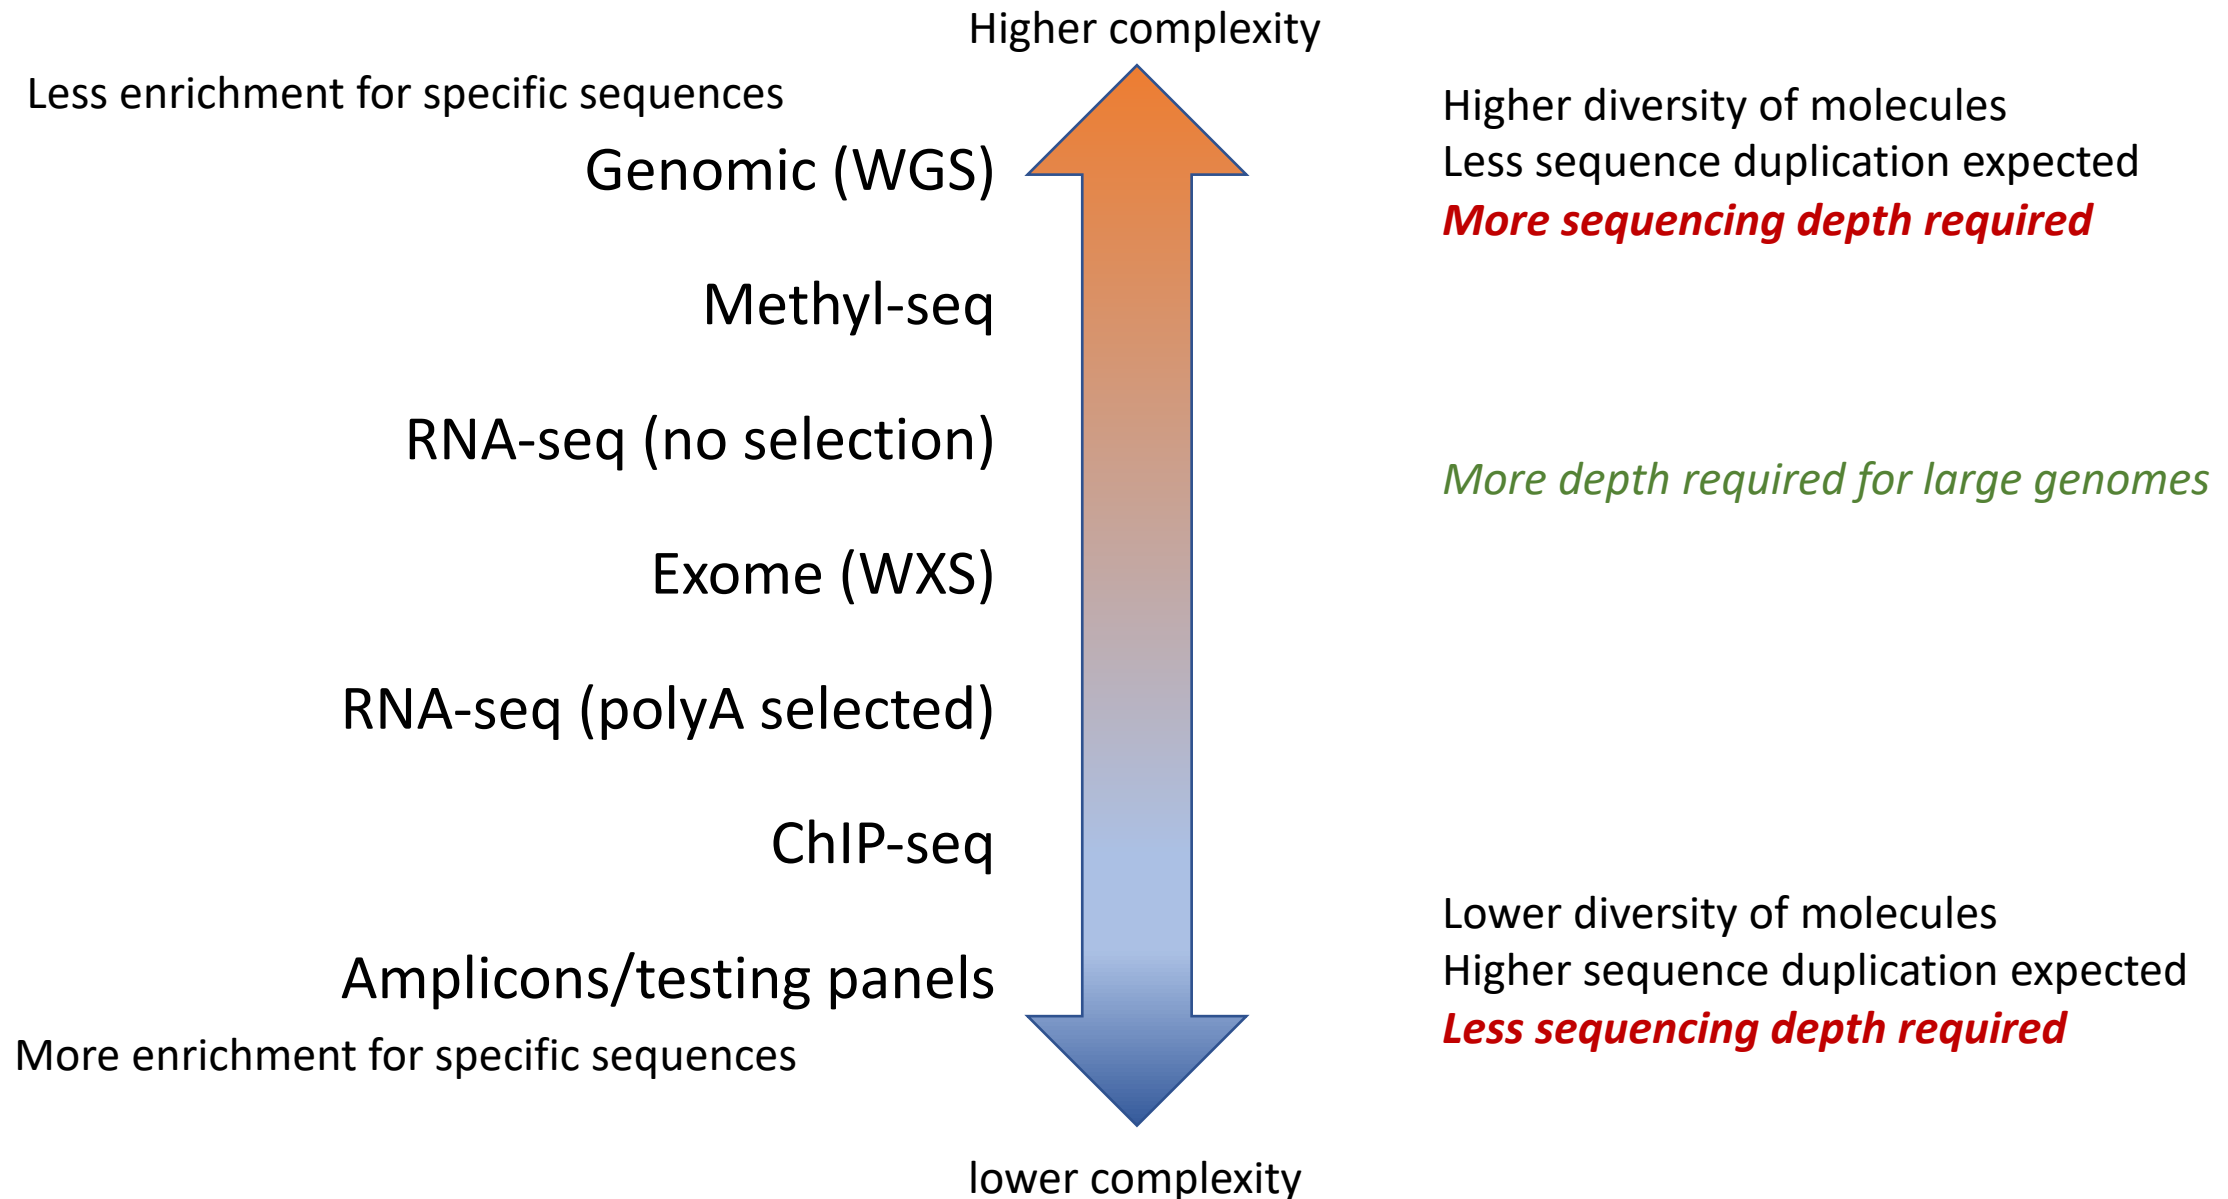 Higher complexity
Less enrichment for specific sequences
Genomic (WGS)
Methyl-seq
RNA-seq (no selection)
Exome (WXS)
RNA-seq (polyA selected)
ChIP-seq
Amplicons/testing panels
More enrichment for specific sequences
Higher diversity of molecules
Less sequence duplication expected
More sequencing depth required
More depth required for large genomes
Lower diversity of molecules
Higher sequence duplication expected
Less sequencing depth required
lower complexity